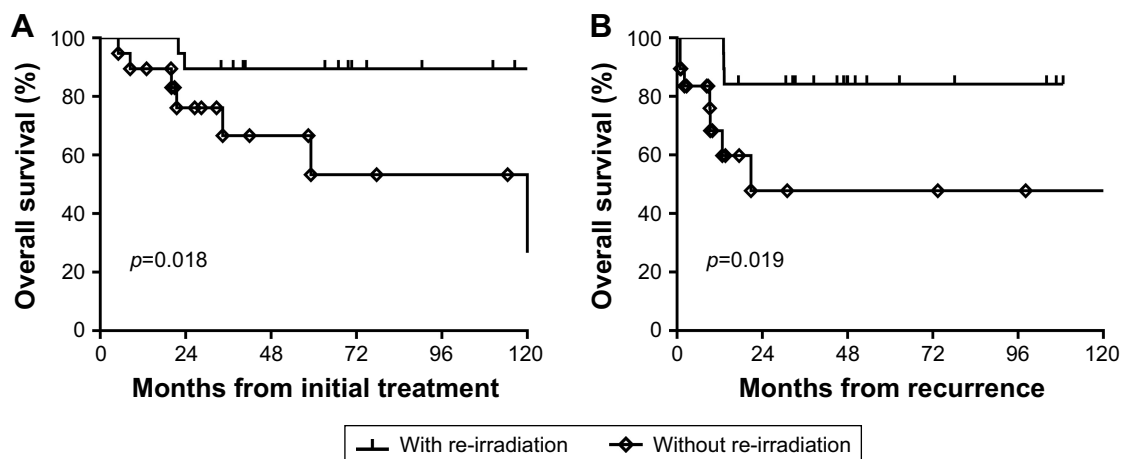 A
Overall survival (%)
100
80
60
40
20
0
p=0.018
0 24 48 72 96 120
Months from initial treatment
B
Overall survival (%)
100
80
60
40
20
0
p=0.019
0 24 48 72 96 120
Months from recurrence
With re-irradiation Without re-irradiation